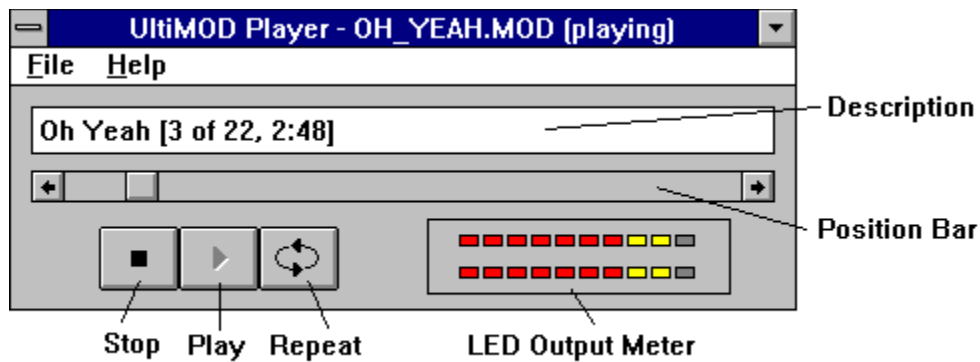 UltiMOD Player - OH_YEAH.MOD (playing)
File Help
Description
Oh Yeah [3 of 22, 2:48]
Position Bar
Stop Play Repeat LED Output Meter